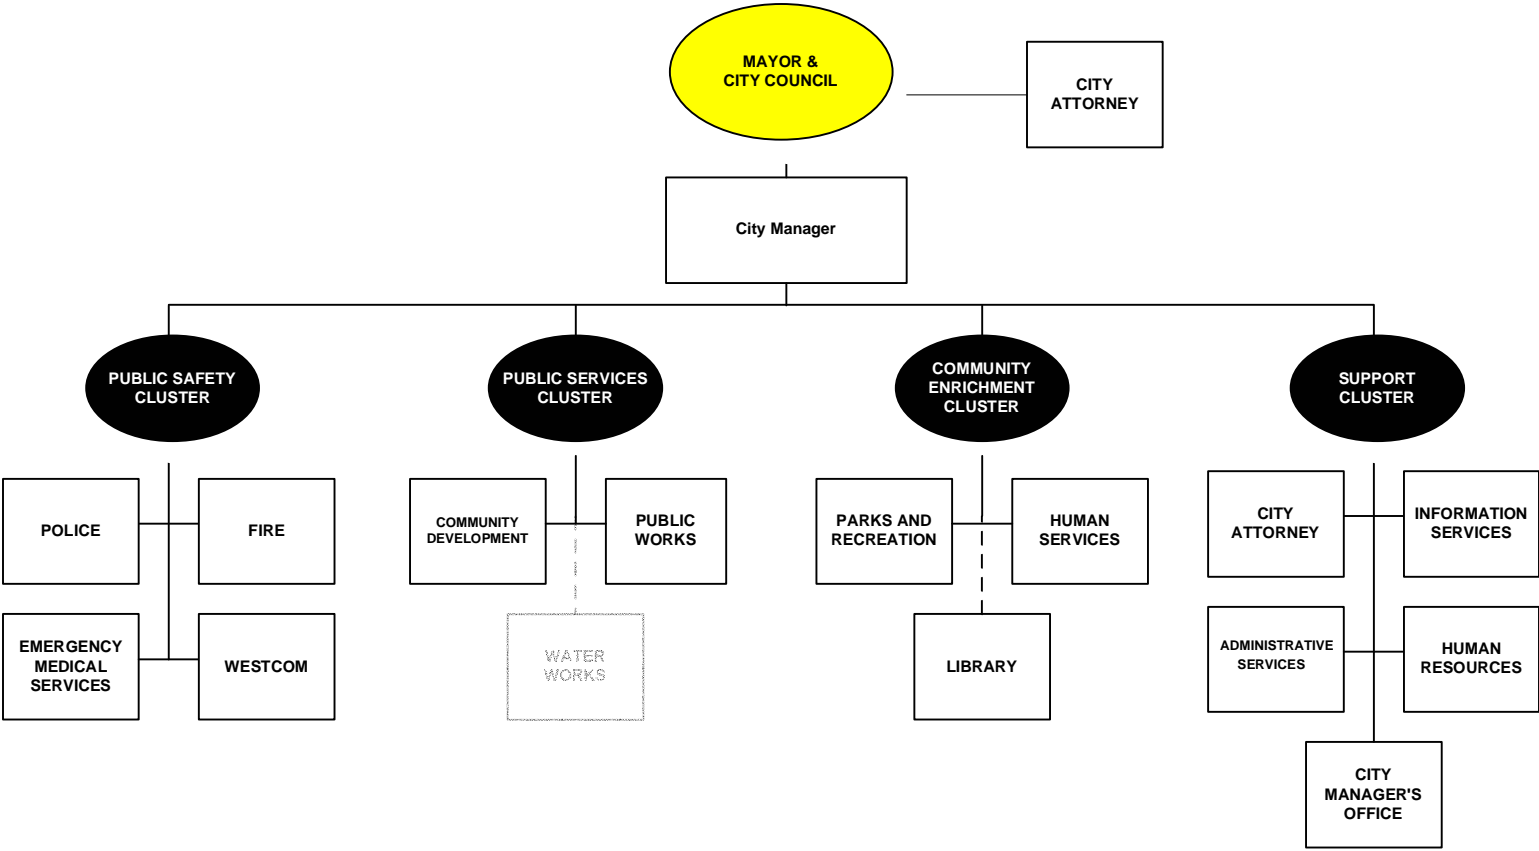 MAYOR &
CITY COUNCIL
CITY
ATTORNEY
City Manager
PUBLIC SAFETY
CLUSTER
PUBLIC SERVICES
CLUSTER
COMMUNITY
ENRICHMENT
CLUSTER
SUPPORT
CLUSTER
POLICE
FIRE
EMERGENCY
MEDICAL
SERVICES
WESTCOM
COMMUNITY
DEVELOPMENT
PUBLIC
WORKS
WATER
WORKS
PARKS AND
RECREATION
HUMAN
SERVICES
LIBRARY
CITY
ATTORNEY
INFORMATION
SERVICES
ADMINISTRATIVE
SERVICES
HUMAN
RESOURCES
CITY
MANAGER'S
OFFICE